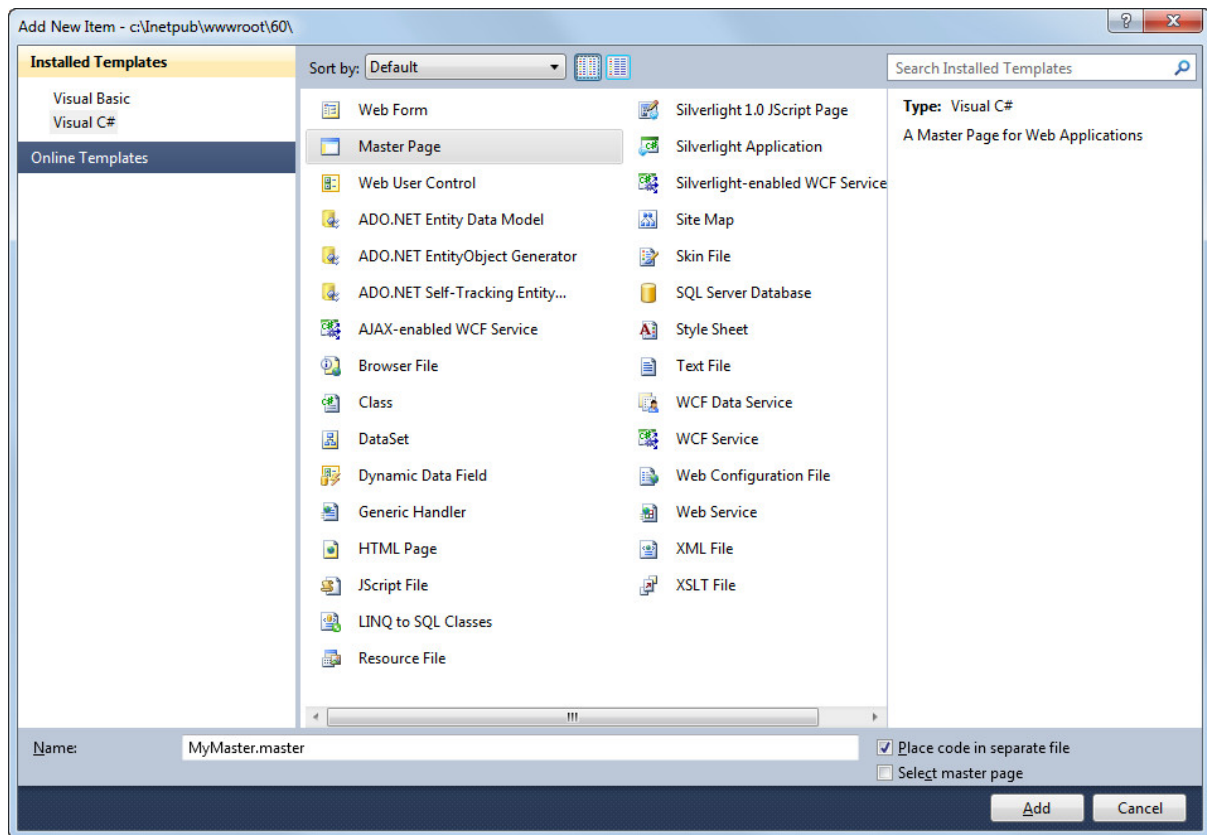 Add New Item - c:\Inetpub\wwwroot\60\
Installed Templates
Visual Basic
Visual C#
Online Templates
Sort by: Default
Search Installed Templates
Web Form
Master Page
Web User Control
ADO.NET Entity Data Model
ADO.NET EntityObject Generator
ADO.NET Self-Tracking Entity...
AJAX-enabled WCF Service
Browser File
Class
DataSet
Dynamic Data Field
Generic Handler
HTML Page
JScript File
LINQ to SQL Classes
Resource File
Silverlight 1.0 JScript Page
Silverlight Application
Silverlight-enabled WCF Service
Site Map
Skin File
SQL Server Database
Style Sheet
Text File
WCF Data Service
WCF Service
Web Configuration File
Web Service
XML File
XSLT File
Type: Visual C#
A Master Page for Web Applications
Name: MyMaster.master
Place code in separate file
Select master page
Add Cancel